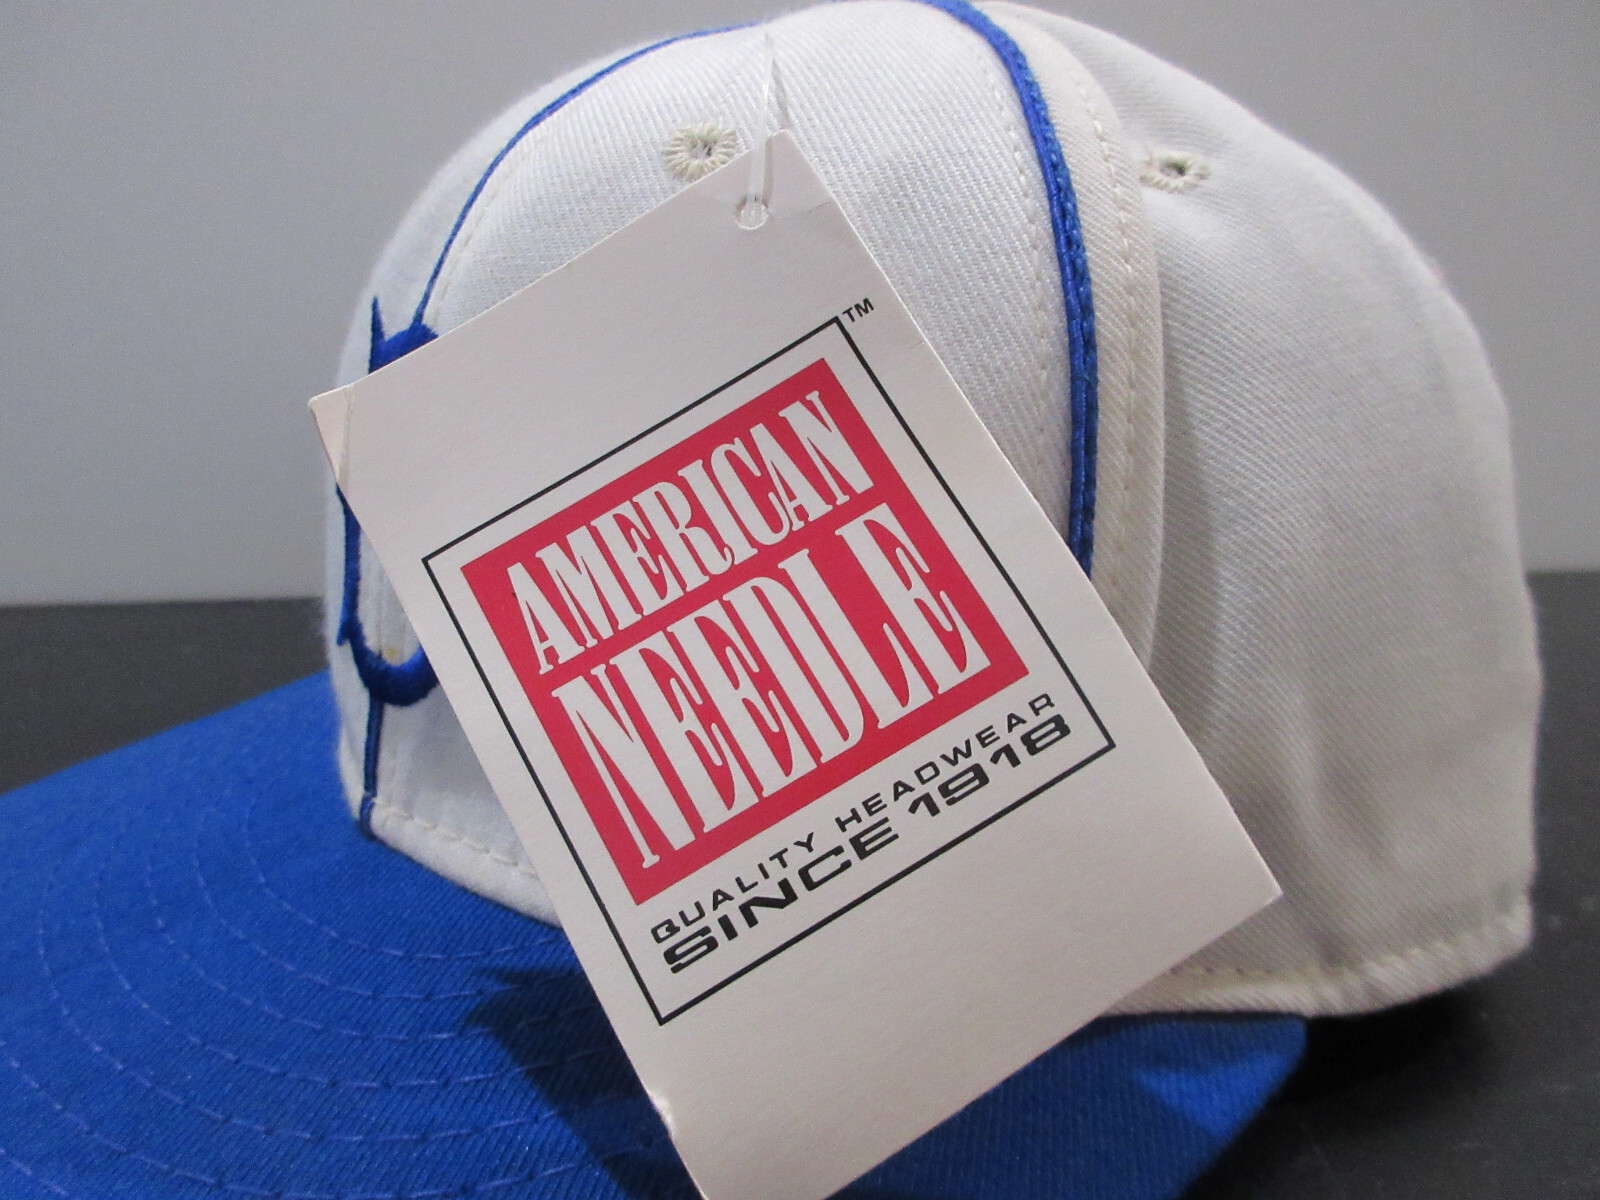 TM
AMERICAN
NEEDLE
QUALITY HEADWEAR
SINCE 1918